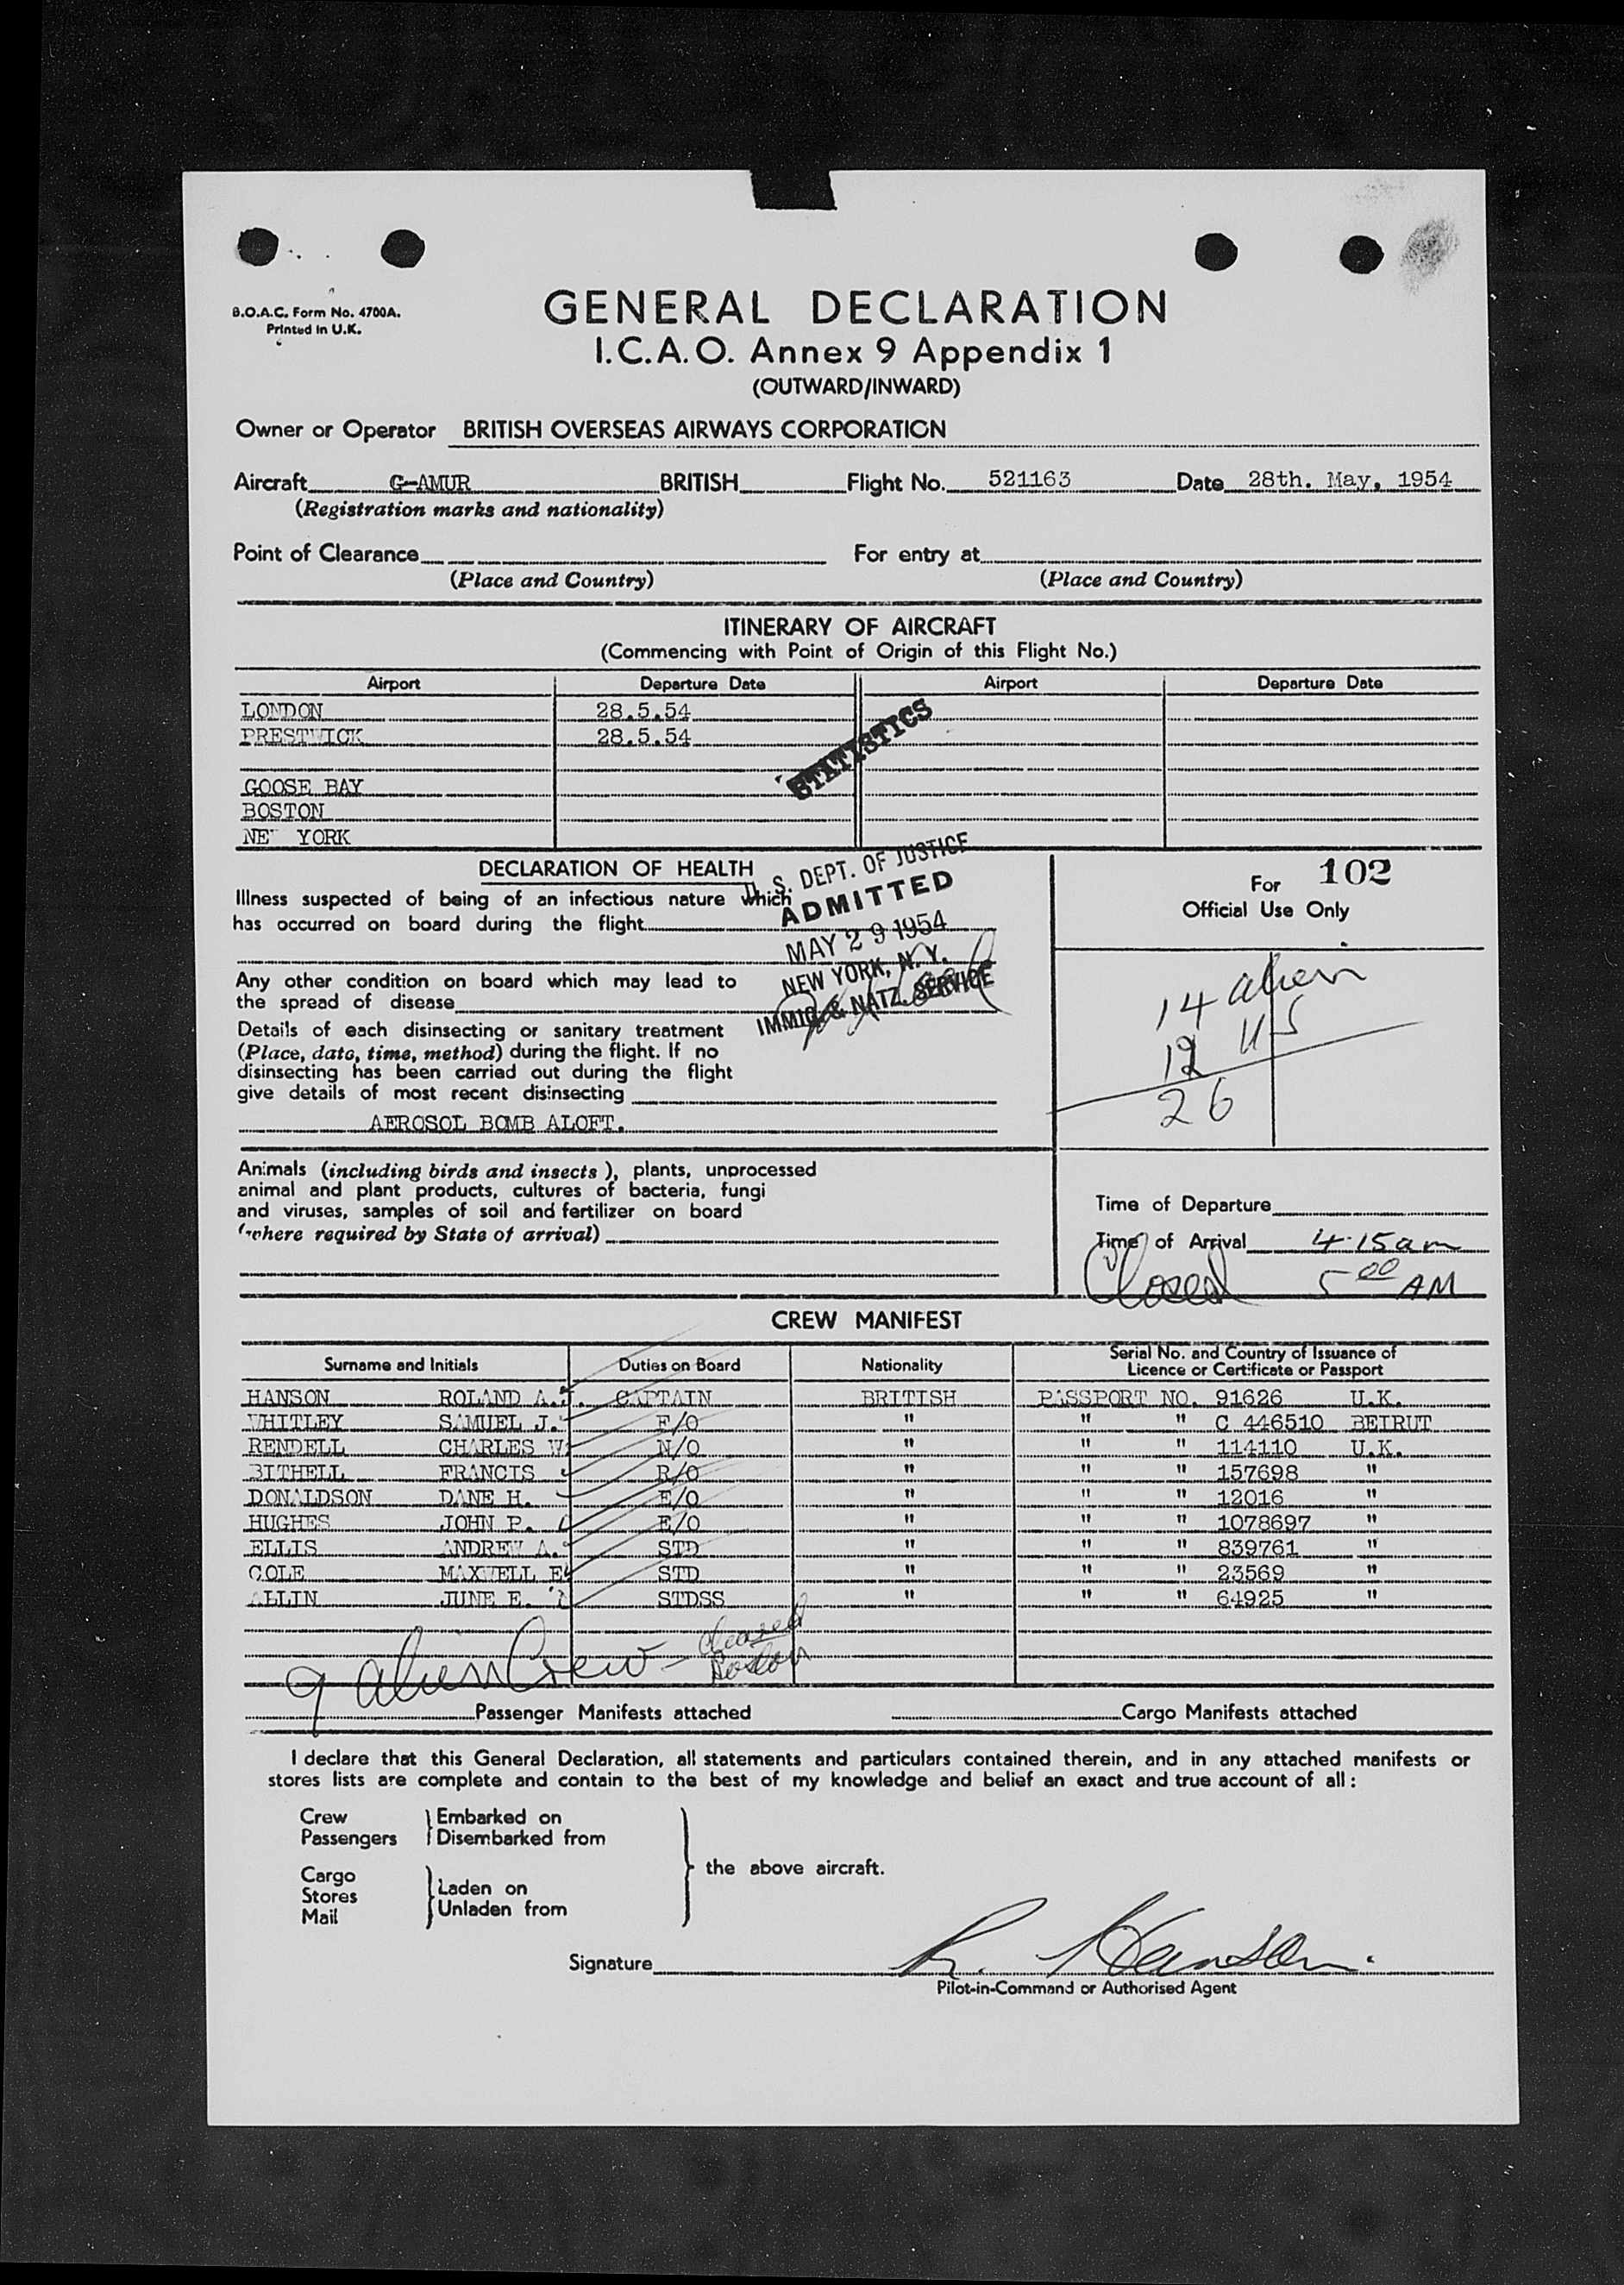 B.O.A.C. Form No. 4700A.
Printed in U.K.
GENERAL DECLARATION
I.C.A.O. Annex 9 Appendix 1
(OUTWARD/INWARD)
Owner or Operator BRITISH OVERSEAS AIRWAYS CORPORATION
Aircraft G-AMUR BRITISH Flight No. 521163 Date 28th. May, 1954
(Registration marks and nationality)
Point of Clearance For entry at
(Place and Country) (Place and Country)
ITINERARY OF AIRCRAFT
(Commencing with Point of Origin of this Flight No.)
Airport Departure Date Airport Departure Date
LONDON 28.5.54
PRESTWICK 28.5.54
STATISTICS
GOOSE BAY
BOSTON
NEW YORK
DECLARATION OF HEALTH
Illness suspected of being of an infectious nature which
has occurred on board during the flight
Any other condition on board which may lead to
the spread of disease
Details of each disinsecting or sanitary treatment
(Place, date, time, method) during the flight. If no
disinsecting has been carried out during the flight
give details of most recent disinsecting
AEROSOL BOMB ALOFT.
U. S. DEPT. OF JUSTICE
ADMITTED
MAY 29 1954
NEW YORK, N. Y.
IMMIG. & NATZ. SERVICE
For 102
Official Use Only
14 alien
12 US
26
Animals (including birds and insects), plants, unprocessed
animal and plant products, cultures of bacteria, fungi
and viruses, samples of soil and fertilizer on board
(where required by State of arrival)
Time of Departure
Time of Arrival 4.15am
Closed 5 00 AM
CREW MANIFEST
Surname and Initials Duties on Board Nationality Serial No. and Country of Issuance of
Licence or Certificate or Passport
HANSON ROLAND A.J. CAPTAIN BRITISH PASSPORT NO. 91626 U.K.
WHITLEY SAMUEL J. F/O " " " C 446510 BEIRUT
RENDELL CHARLES W. N/O " " " 114110 U.K.
BITHELL FRANCIS R/O " " " 157698 "
DONALDSON DANE H. E/O " " " 12016 "
HUGHES JOHN P. E/O " " " 1078697 "
ELLIS ANDREW A. STD " " " 839761 "
COLE MAXWELL E STD " " " 23569 "
ALLIN JUNE E. STDSS " " " 64925 "
9 alien Crew - cleared
Boston
Passenger Manifests attached Cargo Manifests attached
I declare that this General Declaration, all statements and particulars contained therein, and in any attached manifests or
stores lists are complete and contain to the best of my knowledge and belief an exact and true account of all :
Crew Embarked on
Passengers Disembarked from
the above aircraft.
Cargo
Stores Laden on
Mail Unladen from
Signature R. Hanson.
Pilot-in-Command or Authorised Agent